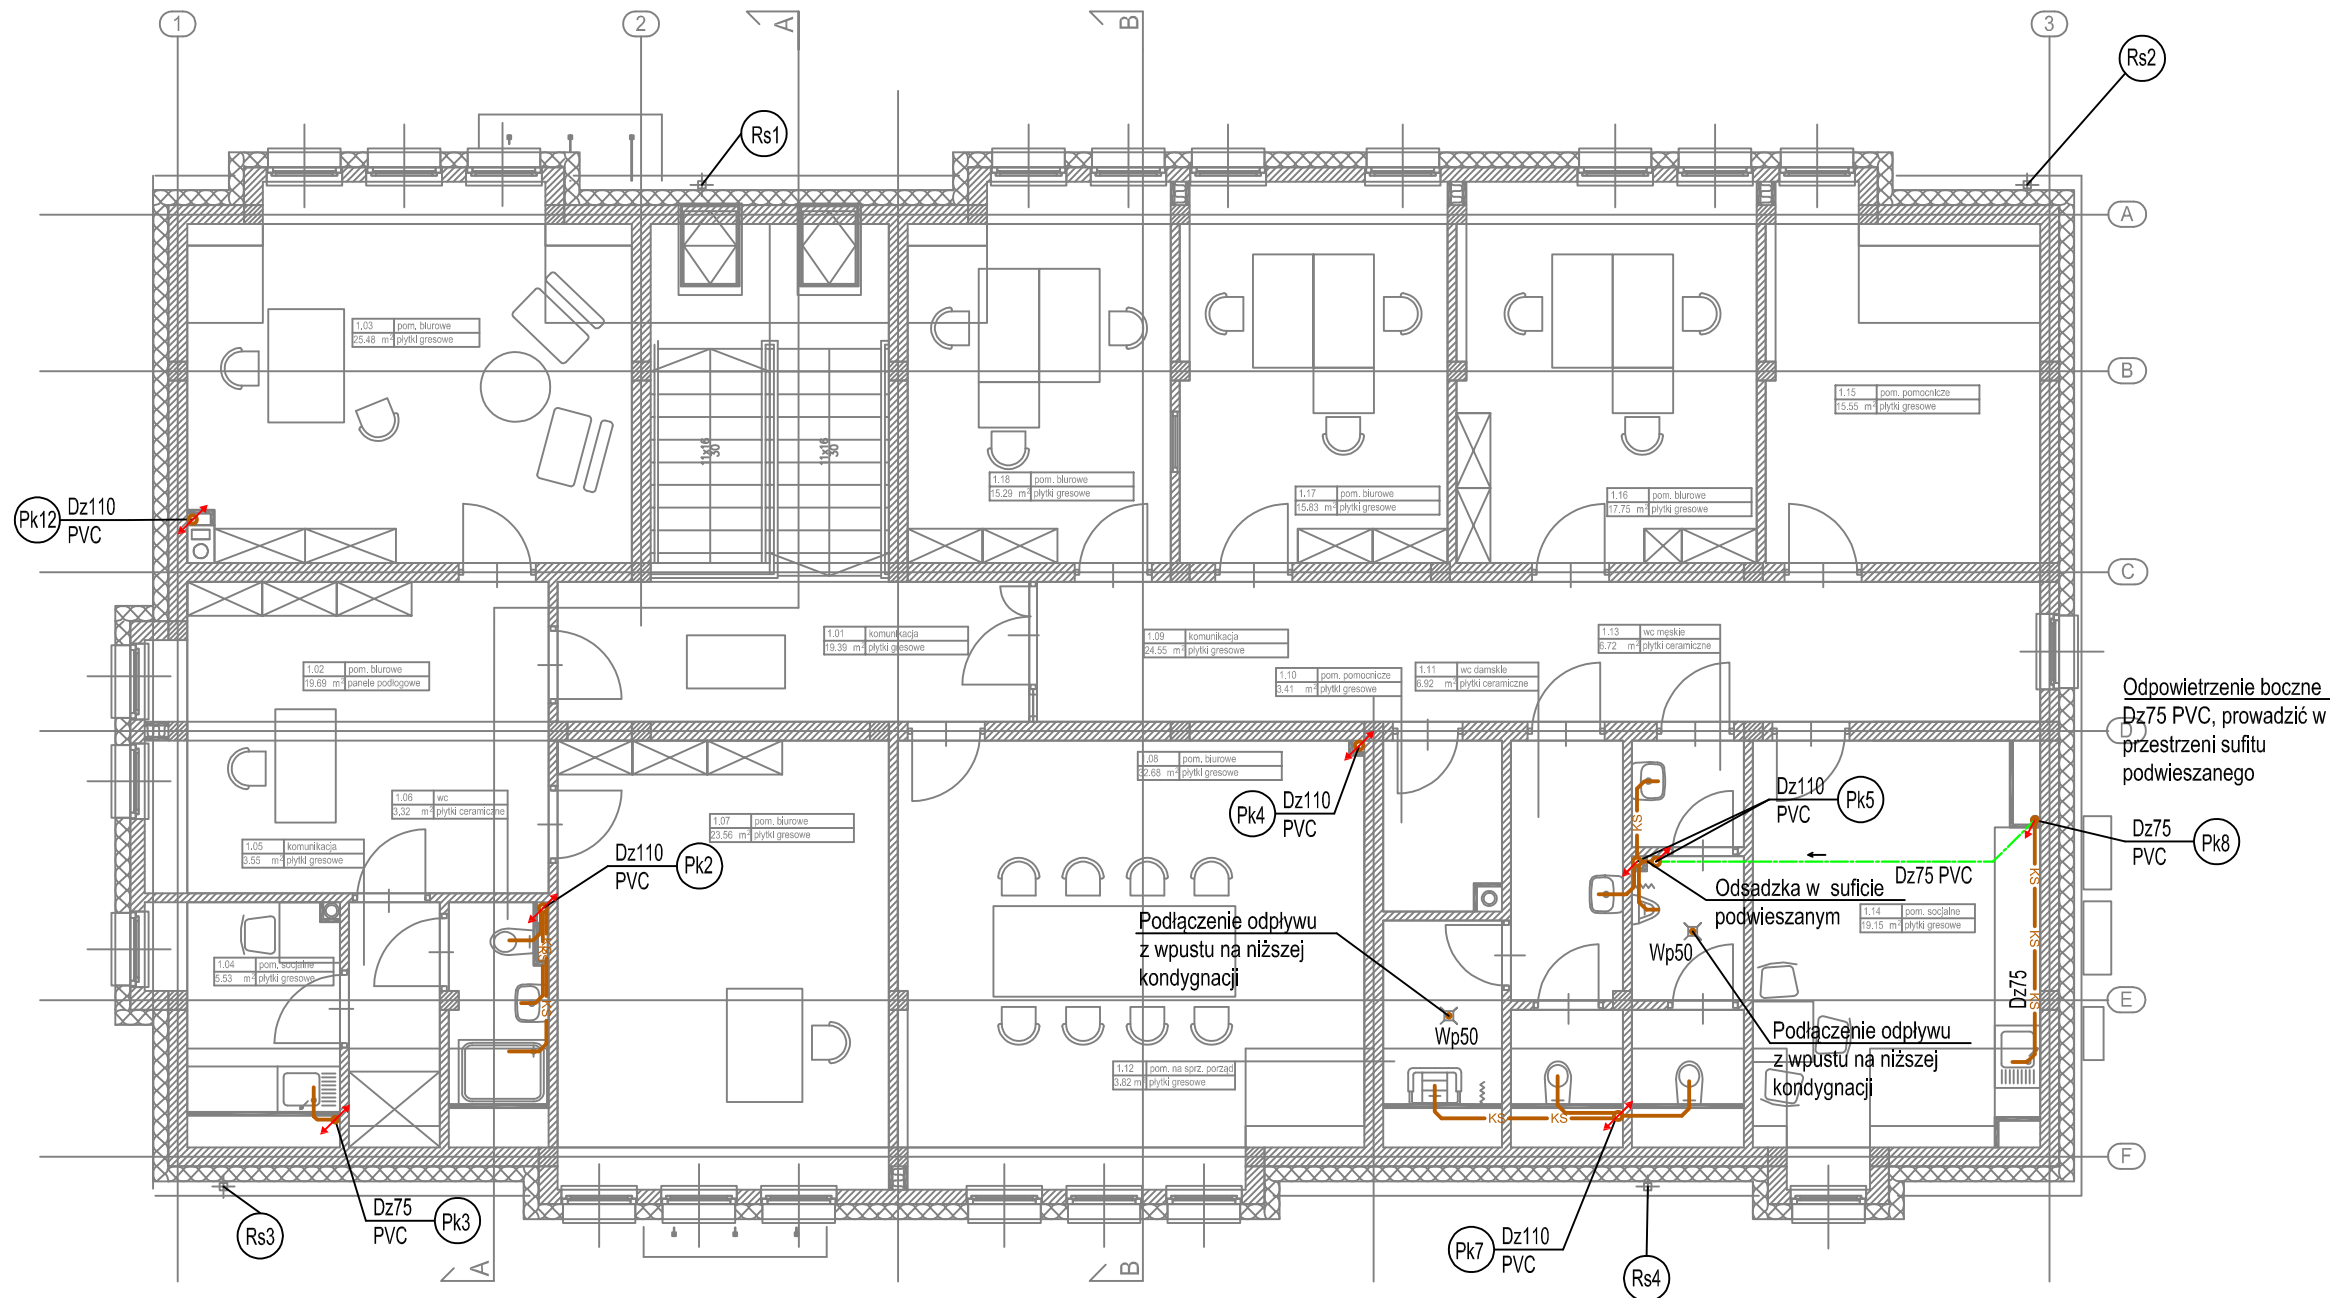 1
2
A
B
3
Rs2
Rs1
A
1.03 pom. biurowe
25.48 m² płytki gresowe
B
1.15 pom. pomocnicze
15.55 m² płytki gresowe
11x16
30
11x16
30
1.18 pom. biurowe
15.29 m² płytki gresowe
1.17 pom. biurowe
15.83 m² płytki gresowe
1.16 pom. biurowe
17.75 m² płytki gresowe
Pk12
Dz110
PVC
C
1.01 komunikacja
19.39 m² płytki gresowe
1.09 komunikacja
24.55 m² płytki gresowe
1.13 wc męskie
6.72 m² płytki ceramiczne
1.02 pom. biurowe
19.69 m² panele podłogowe
1.10 pom. pomocnicze
3.41 m² płytki gresowe
1.11 wc damskie
6.92 m² płytki ceramiczne
Odpowietrzenie boczne
Dz75 PVC, prowadzić w
przestrzeni sufitu
podwieszanego
D
1.08 pom. biurowe
32.68 m² płytki gresowe
1.06 wc
3,32 m² płytki ceramiczne
Pk4
Dz110
PVC
Dz110
PVC
Pk5
1.07 pom. biurowe
23.56 m² płytki gresowe
KS
1.05 komunikacja
3.55 m² płytki gresowe
Dz110
PVC
Pk2
Dz75
PVC
Pk8
Dz75 PVC
KS
Odsadzka w suficie
podwieszanym
1.14 pom. socjalne
19.15 m² płytki gresowe
Podłączenie odpływu
z wpustu na niższej
kondygnacji
Wp50
KS
KS
1.04 pom. socjalne
5.53 m² płytki gresowe
Dz75
KS
KS
E
Wp50
Podłączenie odpływu
z wpustu na niższej
kondygnacji
1.12 pom. na sprz. porząd
3.82 m² płytki gresowe
KS
KS
F
Dz75
PVC
Pk3
Rs3
Pk7
Dz110
PVC
Rs4
A
B